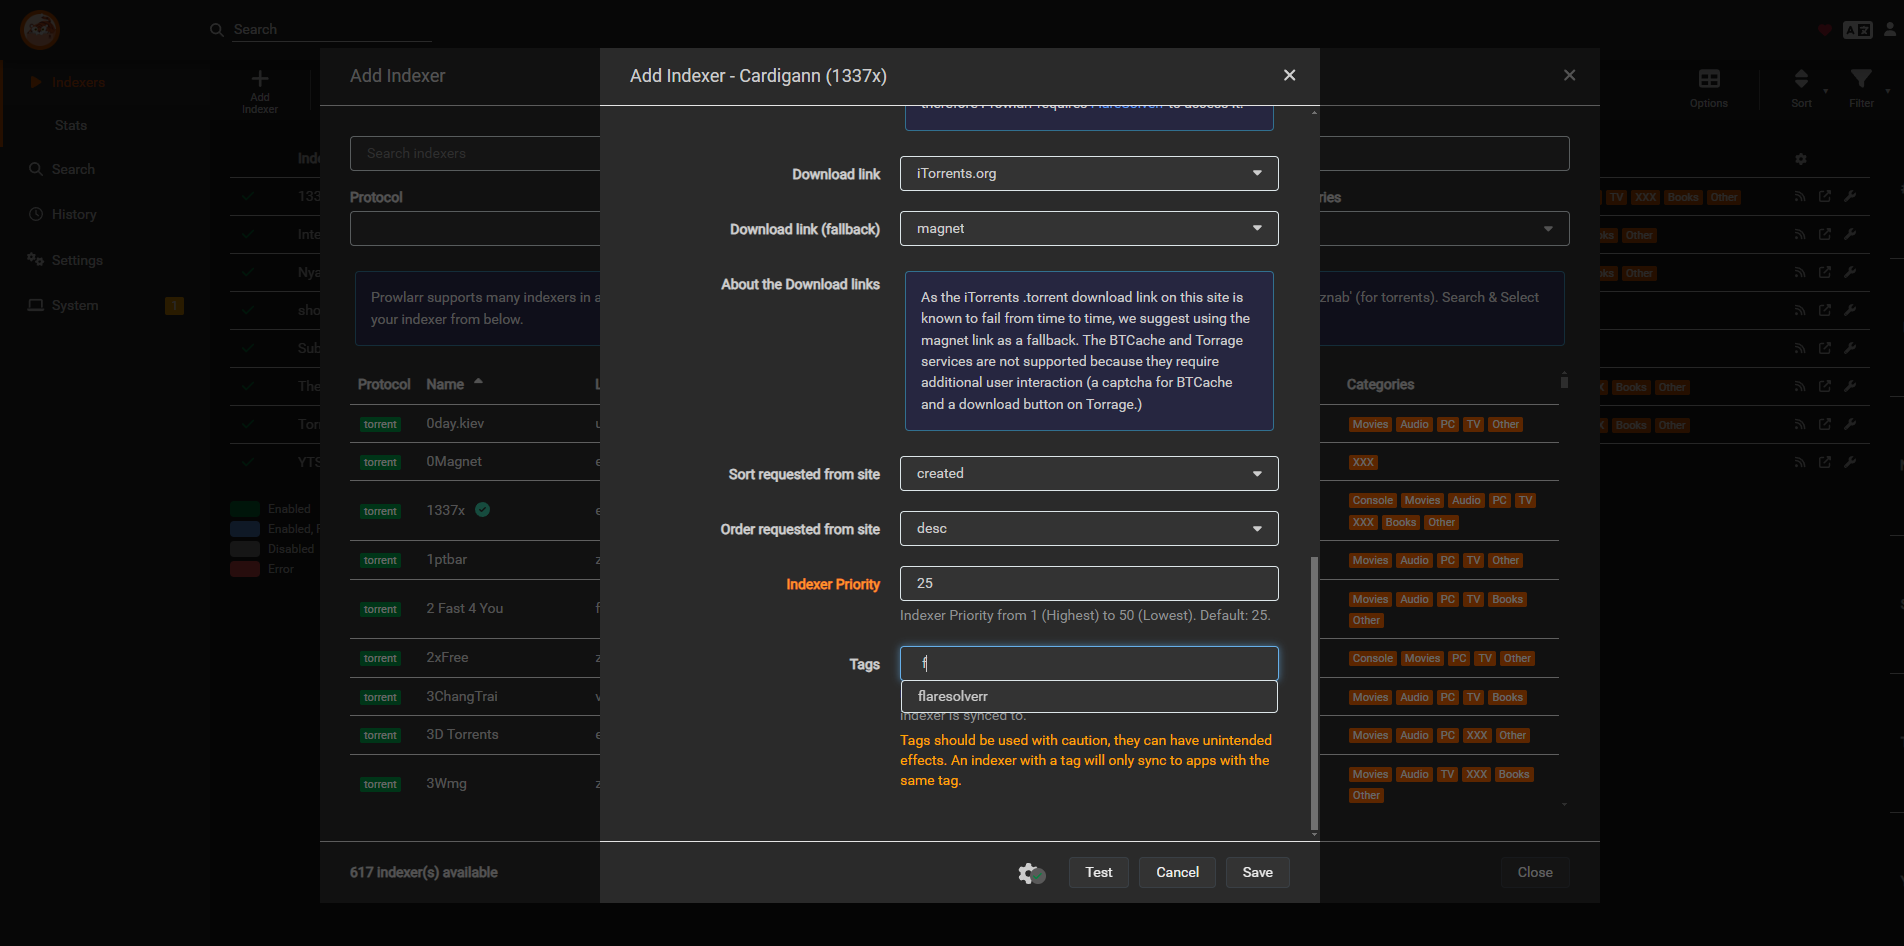 Search
Indexers
Stats
Search
History
Settings
System
1
Add
Indexer
Options
Sort
Filter
Add Indexer
Search indexers
Protocol
Prowlarr supports many indexers in a
your indexer from below.
znab' (for torrents). Search & Select
Protocol
Name
Categories
torrent 0day.kiev
Movies Audio PC TV Other
torrent 0Magnet
XXX
torrent 1337x
Console Movies Audio PC TV
XXX Books Other
torrent 1ptbar
Movies Audio PC TV Other
torrent 2 Fast 4 You
Movies Audio PC TV Books
Other
torrent 2xFree
Console Movies PC TV Other
torrent 3ChangTrai
Movies Audio PC TV Books
torrent 3D Torrents
Movies Audio PC XXX Other
torrent 3Wmg
Movies Audio TV XXX Books
Other
617 indexer(s) available
Close
Enabled
Disabled
Error
TV XXX Books Other
Other
Other
Books Other
Books Other
Add Indexer - Cardigann (1337x)
Download link
iTorrents.org
Download link (fallback)
magnet
About the Download links
As the iTorrents .torrent download link on this site is
known to fail from time to time, we suggest using the
magnet link as a fallback. The BTCache and Torrage
services are not supported because they require
additional user interaction (a captcha for BTCache
and a download button on Torrage.)
Sort requested from site
created
Order requested from site
desc
Indexer Priority
25
Indexer Priority from 1 (Highest) to 50 (Lowest). Default: 25.
Tags
f
flaresolverr
Indexer is synced to.
Tags should be used with caution, they can have unintended
effects. An indexer with a tag will only sync to apps with the
same tag.
Test
Cancel
Save